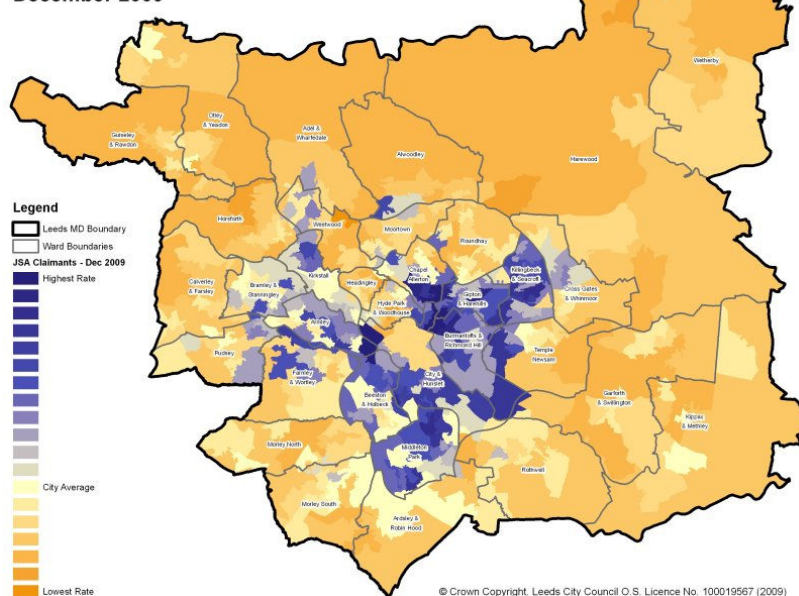 December 2009
Wetherby
Otley
& Yeadon
Guiseley
& Rawdon
Adel &
Wharfedale
Alwoodley
Harewood
Legend
Leeds MD Boundary
Ward Boundaries
JSA Claimants - Dec 2009
Highest Rate
City Average
Lowest Rate
Horsforth
Weetwood
Moortown
Roundhay
Calverley
& Farsley
Bramley &
Stanningley
Kirkstall
Headingley
Chapel
Allerton
Killingbeck
& Seacroft
Cross Gates
& Whinmoor
Gipton
& Harehills
Hyde Park
& Woodhouse
Armley
Burmantofts &
Richmond Hill
Pudsey
Temple
Newsam
Farnley
& Wortley
City &
Hunslet
Beeston
& Holbeck
Garforth
& Swillington
Kippax
& Methley
Morley North
Middleton
Park
Rothwell
Morley South
Ardsley &
Robin Hood
© Crown Copyright. Leeds City Council O.S. Licence No. 100019567 (2009)